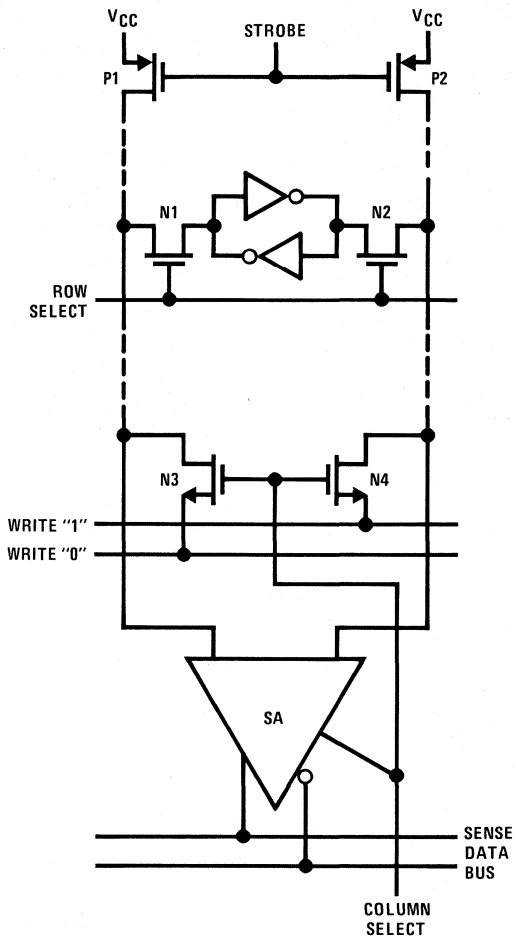 VCC
STROBE
VCC
P1
P2
N1
N2
ROW
SELECT
N3
N4
WRITE "1"
WRITE "0"
SA
SENSE
DATA
BUS
COLUMN
SELECT